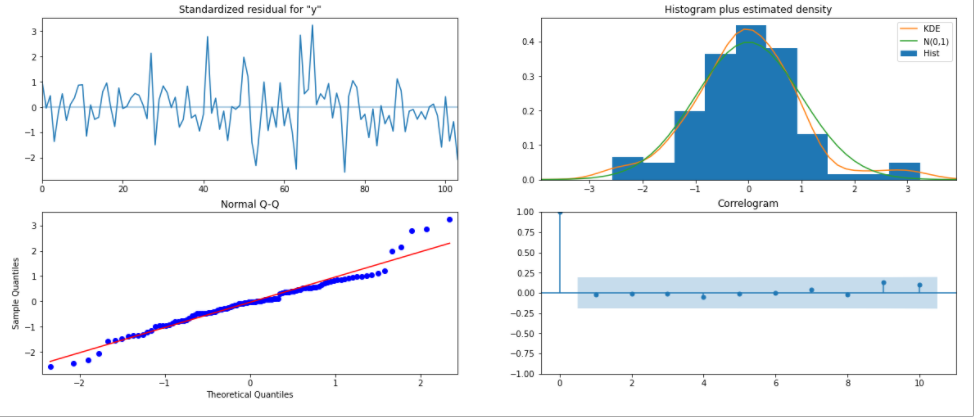 Standardized residual for "y"
3
2
1
0
−1
−2
0 20 40 60 80 100
Histogram plus estimated density
KDE
N(0,1)
Hist
0.4
0.3
0.2
0.1
0.0
−3 −2 −1 0 1 2 3
Normal Q-Q
Sample Quantiles
3
2
1
0
−1
−2
−2 −1 0 1 2
Theoretical Quantiles
Correlogram
1.00
0.75
0.50
0.25
0.00
−0.25
−0.50
−0.75
−1.00
0 2 4 6 8 10